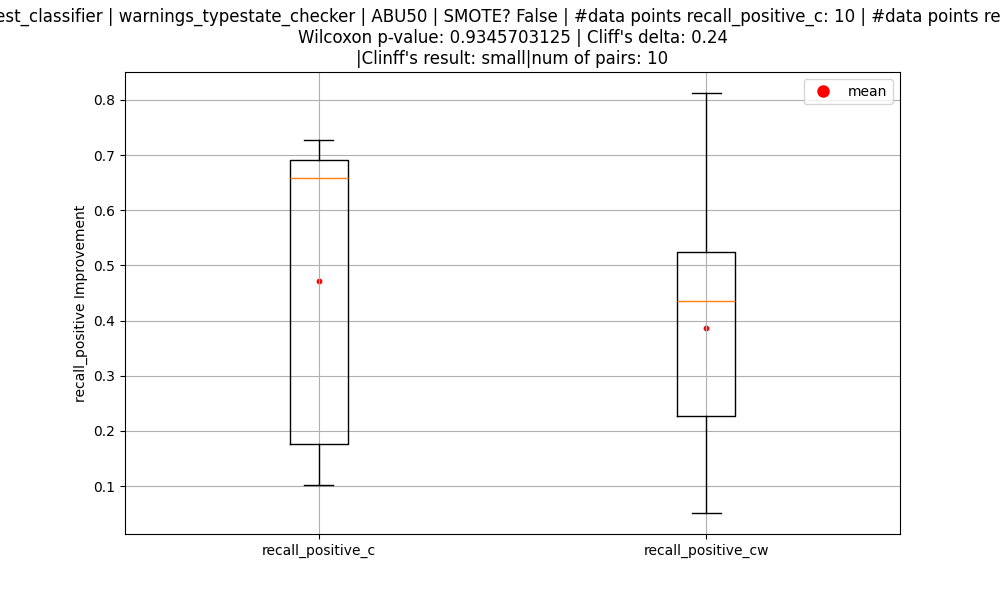 est_classifier | warnings_typestate_checker | ABU50 | SMOTE? False | #data points recall_positive_c: 10 | #data points re
Wilcoxon p-value: 0.9345703125 | Cliff's delta: 0.24
|Clinff's result: small|num of pairs: 10
mean
0.8
0.7
0.6
0.5
0.4
0.3
0.2
0.1
recall_positive Improvement
recall_positive_c
recall_positive_cw